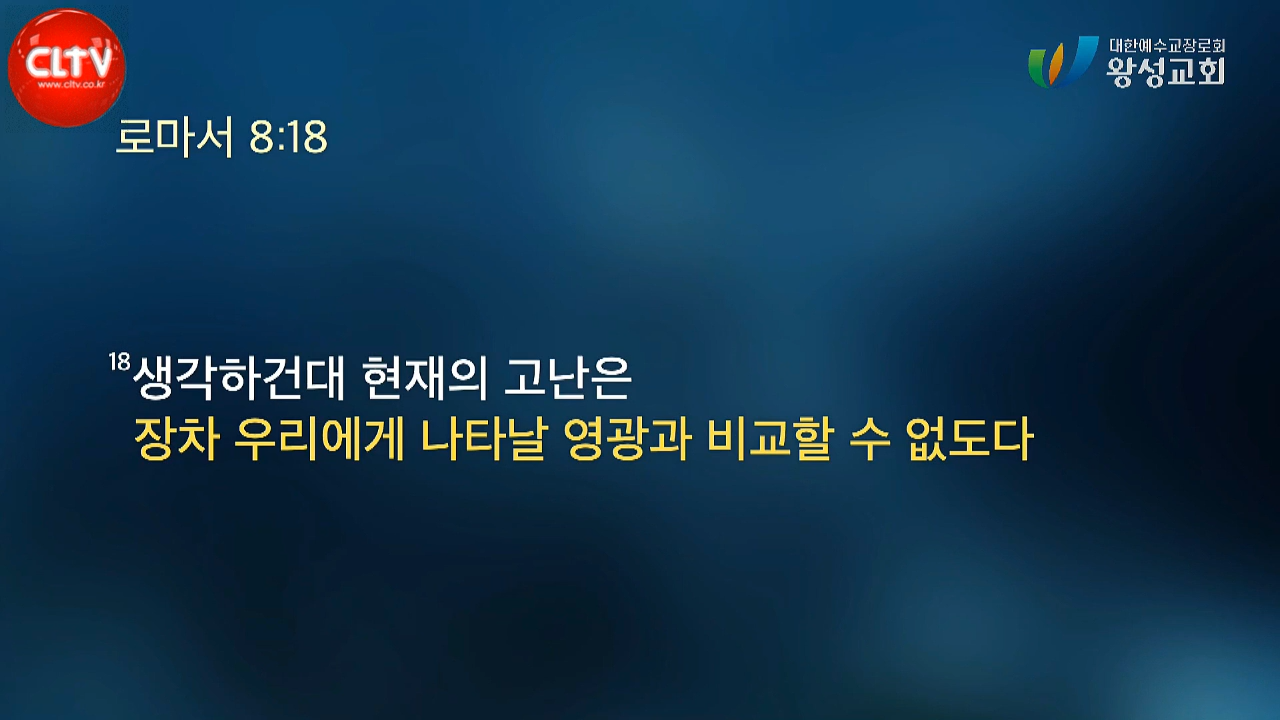 CLTV
www.cltv.co.kr
대한예수교장로회
왕성교회
로마서 8:18
18생각하건대 현재의 고난은
장차 우리에게 나타날 영광과 비교할 수 없도다